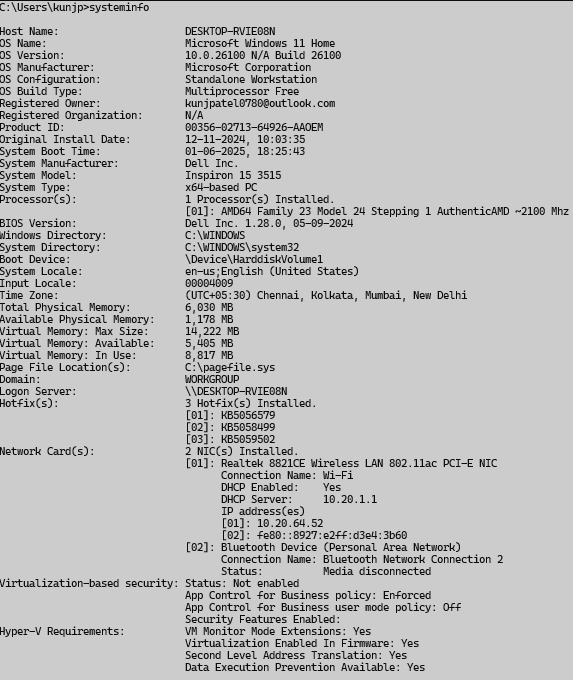 C:\Users\kunjp>systeminfo
Host Name: DESKTOP-RVIE08N
OS Name: Microsoft Windows 11 Home
OS Version: 10.0.26100 N/A Build 26100
OS Manufacturer: Microsoft Corporation
OS Configuration: Standalone Workstation
OS Build Type: Multiprocessor Free
Registered Owner: kunjpatel0780@outlook.com
Registered Organization: N/A
Product ID: 00356-02713-64926-AAOEM
Original Install Date: 12-11-2024, 10:03:35
System Boot Time: 01-06-2025, 18:25:43
System Manufacturer: Dell Inc.
System Model: Inspiron 15 3515
System Type: x64-based PC
Processor(s): 1 Processor(s) Installed.
[01]: AMD64 Family 23 Model 24 Stepping 1 AuthenticAMD ~2100 Mhz
BIOS Version: Dell Inc. 1.28.0, 05-09-2024
Windows Directory: C:\WINDOWS
System Directory: C:\WINDOWS\system32
Boot Device: \Device\HarddiskVolume1
System Locale: en-us;English (United States)
Input Locale: 00004009
Time Zone: (UTC+05:30) Chennai, Kolkata, Mumbai, New Delhi
Total Physical Memory: 6,030 MB
Available Physical Memory: 1,178 MB
Virtual Memory: Max Size: 14,222 MB
Virtual Memory: Available: 5,405 MB
Virtual Memory: In Use: 8,817 MB
Page File Location(s): C:\pagefile.sys
Domain: WORKGROUP
Logon Server: \\DESKTOP-RVIE08N
Hotfix(s): 3 Hotfix(s) Installed.
[01]: KB5056579
[02]: KB5058499
[03]: KB5059502
Network Card(s): 2 NIC(s) Installed.
[01]: Realtek 8821CE Wireless LAN 802.11ac PCI-E NIC
Connection Name: Wi-Fi
DHCP Enabled: Yes
DHCP Server: 10.20.1.1
IP address(es)
[01]: 10.20.64.52
[02]: fe80::8927:e2ff:d3e4:3b60
[02]: Bluetooth Device (Personal Area Network)
Connection Name: Bluetooth Network Connection 2
Status: Media disconnected
Virtualization-based security: Status: Not enabled
App Control for Business policy: Enforced
App Control for Business user mode policy: Off
Security Features Enabled:
Hyper-V Requirements: VM Monitor Mode Extensions: Yes
Virtualization Enabled In Firmware: Yes
Second Level Address Translation: Yes
Data Execution Prevention Available: Yes